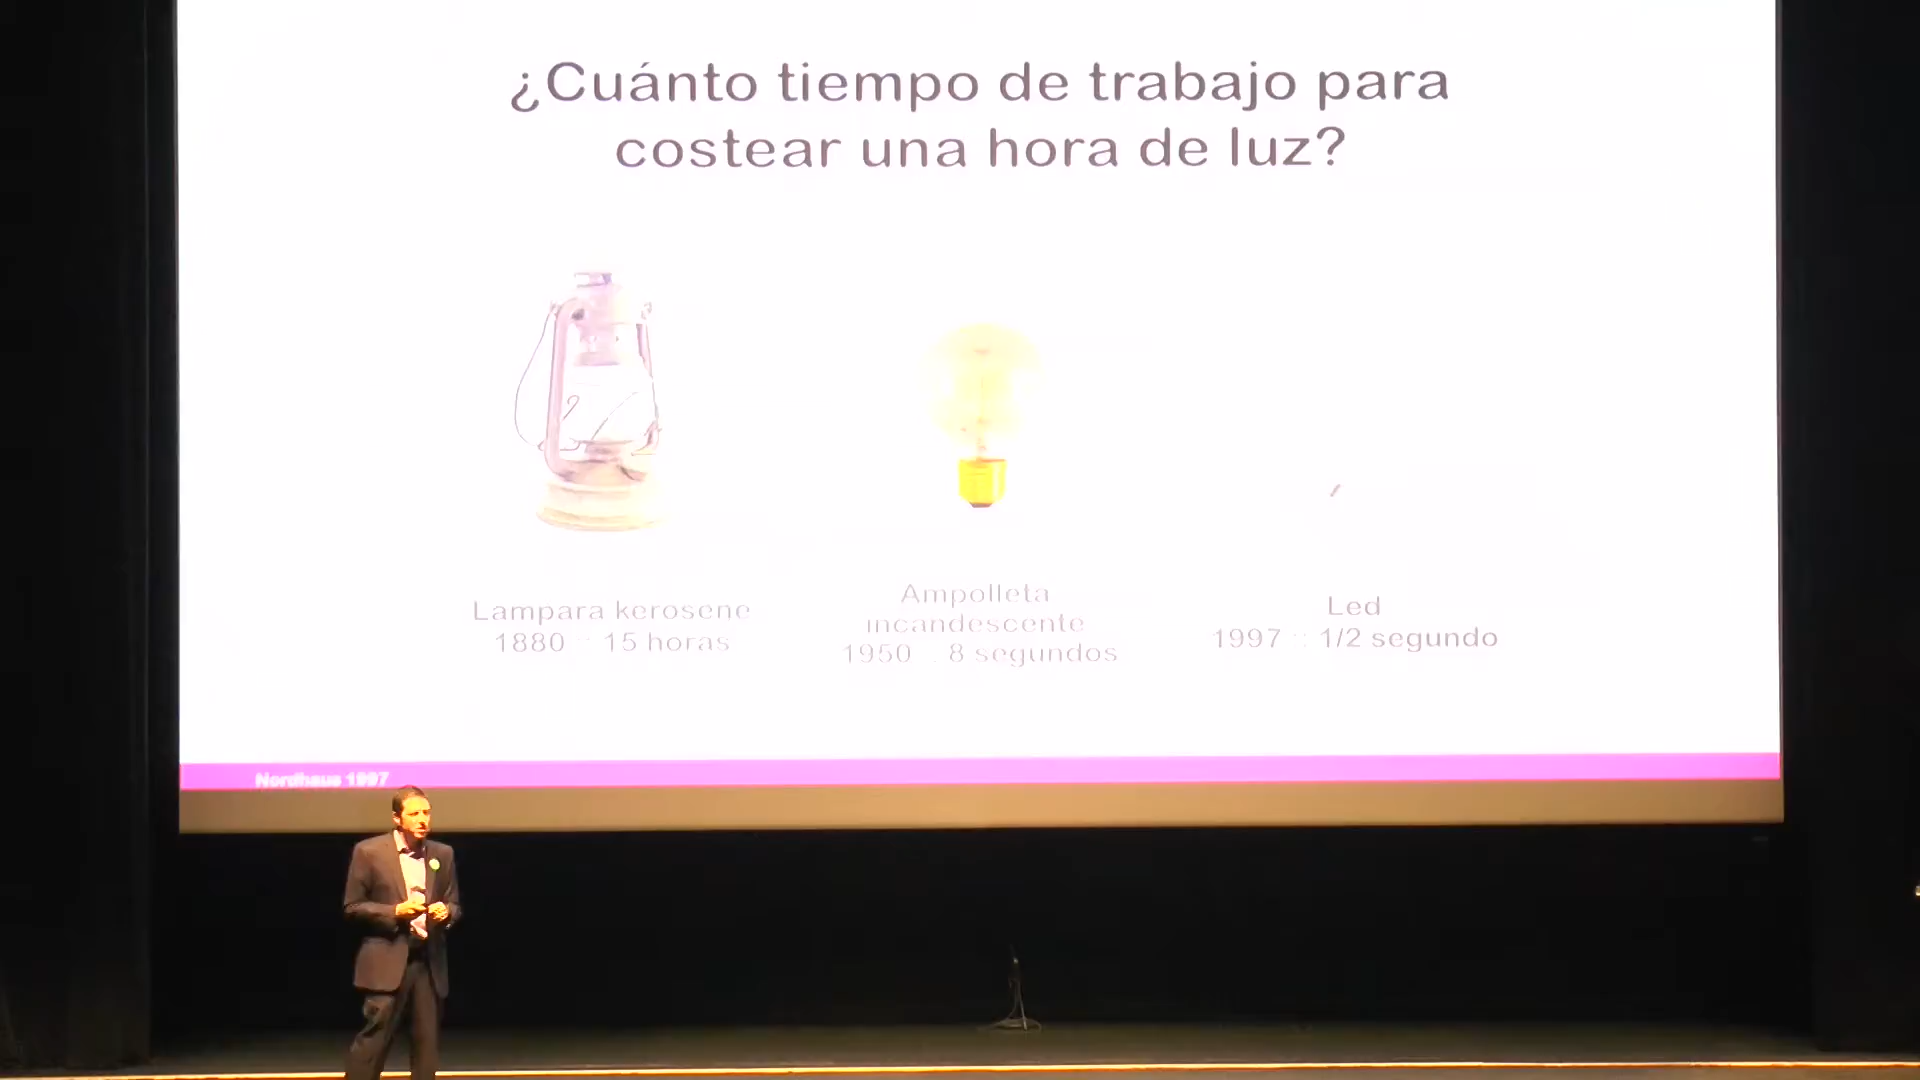 ¿Cuánto tiempo de trabajo para
costear una hora de luz?
Lampara kerosene
1880 :: 15 horas
Ampolleta
incandescente
1950 :: 8 segundos
Led
1997 :: 1/2 segundo
Nordhaus 1997